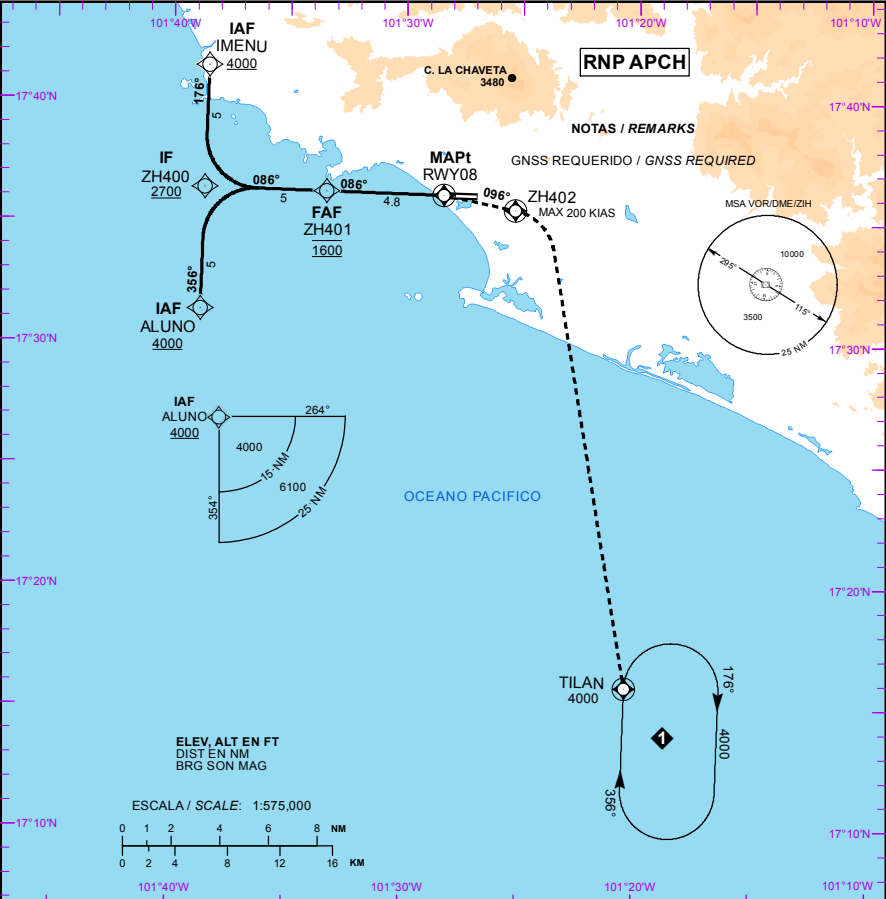 101°40'W
101°30'W
101°20'W
101°10'W
IAF
IMENU
4000
176°
5
C. LA CHAVETA
3480
RNP APCH
17°40'N
17°40'N
NOTAS / REMARKS
GNSS REQUERIDO / GNSS REQUIRED
IF
ZH400
2700
086°
5
FAF
ZH401
1600
086°
4.8
MAPt
RWY08
096°
ZH402
MAX 200 KIAS
MSA VOR/DME/ZIH
10000
295°
115°
3500
25 NM
356°
5
IAF
ALUNO
4000
17°30'N
17°30'N
IAF
ALUNO
4000
264°
4000
15 NM
6100
25 NM
354°
OCEANO PACIFICO
17°20'N
17°20'N
TILAN
4000
176°
1
4000
356°
ELEV, ALT EN FT
DIST EN NM
BRG SON MAG
ESCALA / SCALE: 1:575,000
0 1 2 4 6 8 NM
0 2 4 8 12 16 KM
17°10'N
17°10'N
101°40'W
101°30'W
101°20'W
101°10'W